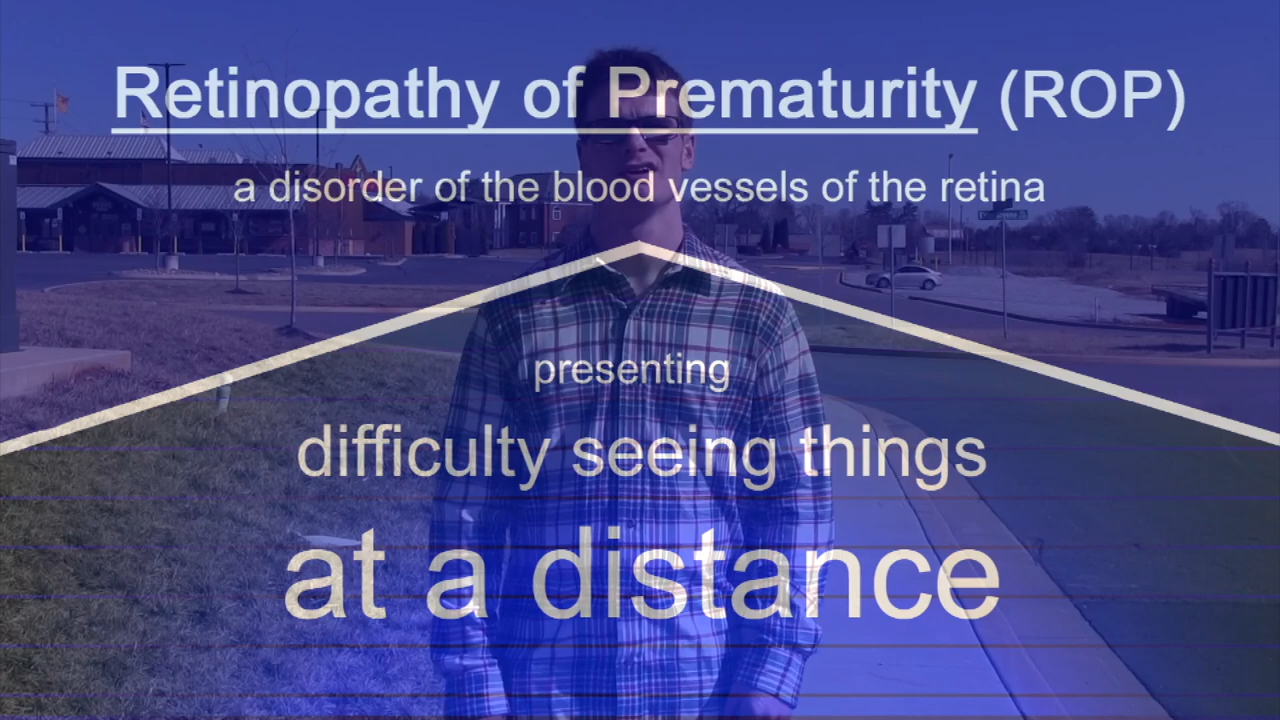 Retinopathy of Prematurity (ROP)
a disorder of the blood vessels of the retina
presenting
difficulty seeing things
at a distance